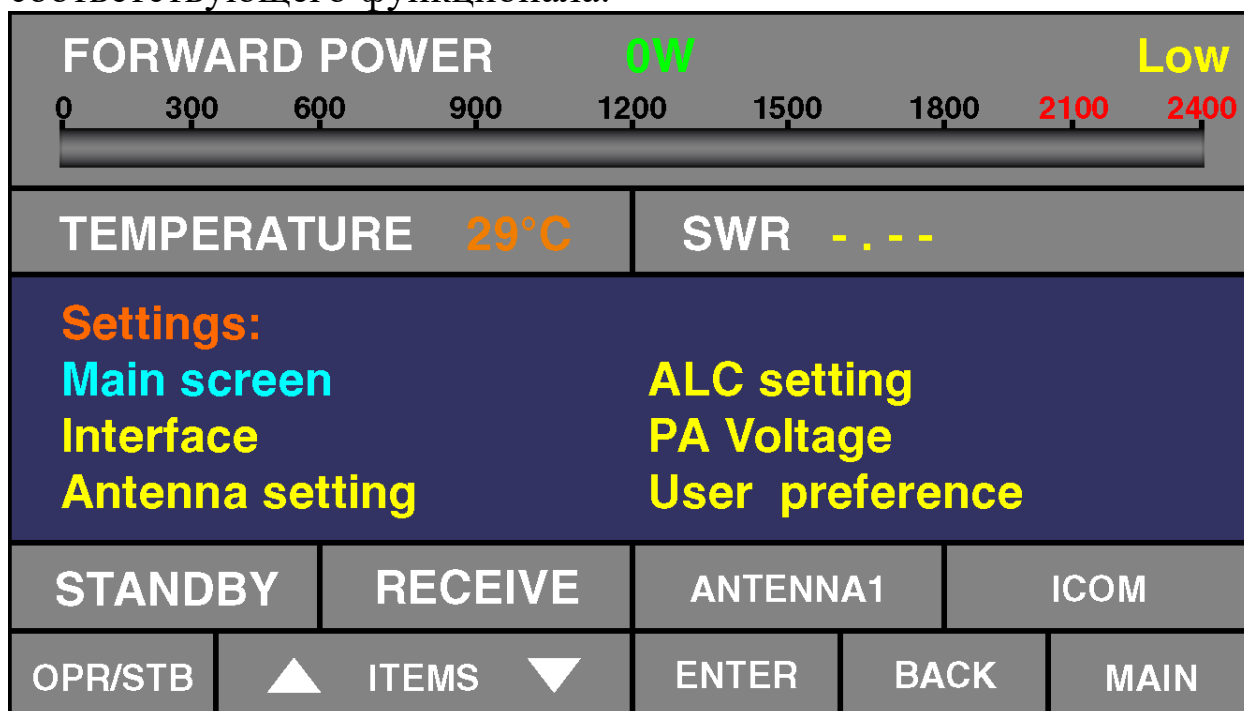 соответствующего функционала.
FORWARD POWER 0W Low
0 300 600 900 1200 1500 1800 2100 2400
TEMPERATURE 29°C SWR -.--
Settings:
Main screen ALC setting
Interface PA Voltage
Antenna setting User preference
STANDBY RECEIVE ANTENNA1 ICOM
OPR/STB ▲ ITEMS ▼ ENTER BACK MAIN